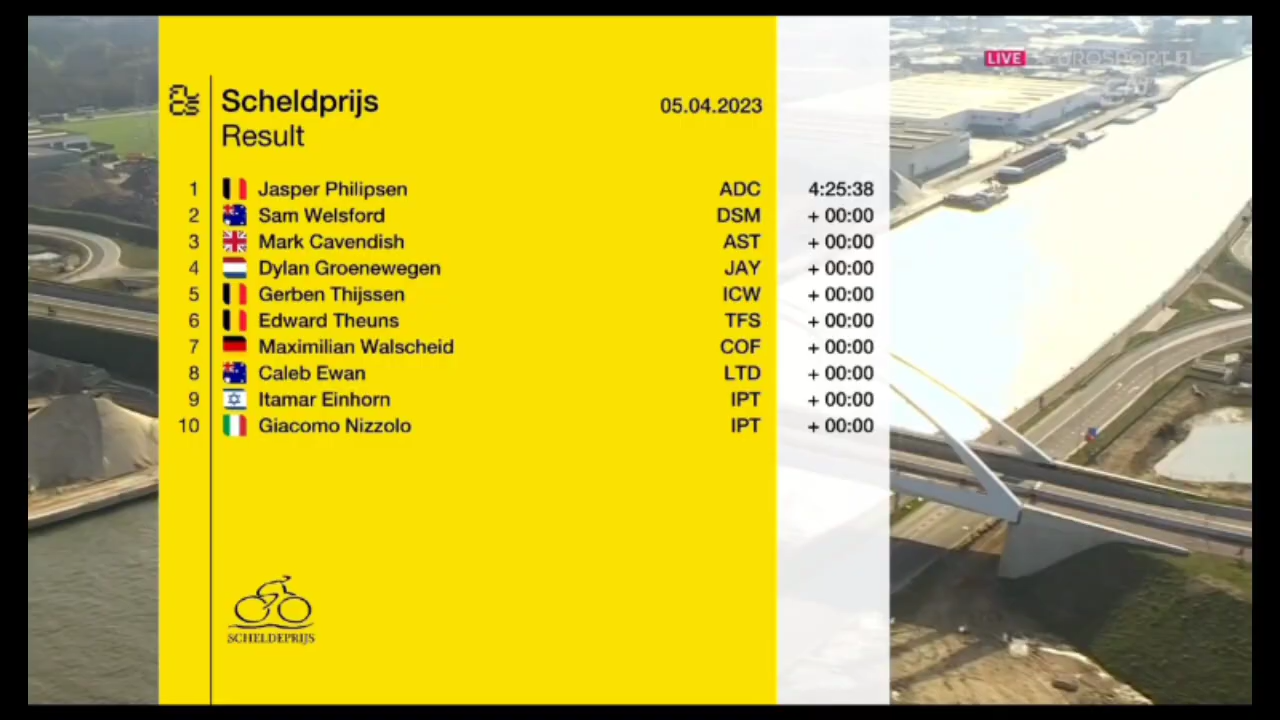 LIVE EUROSPORT 1
Scheldprijs 05.04.2023
Result
1 Jasper Philipsen ADC 4:25:38
2 Sam Welsford DSM + 00:00
3 Mark Cavendish AST + 00:00
4 Dylan Groenewegen JAY + 00:00
5 Gerben Thijssen ICW + 00:00
6 Edward Theuns TFS + 00:00
7 Maximilian Walscheid COF + 00:00
8 Caleb Ewan LTD + 00:00
9 Itamar Einhorn IPT + 00:00
10 Giacomo Nizzolo IPT + 00:00
SCHELDEPRIJS